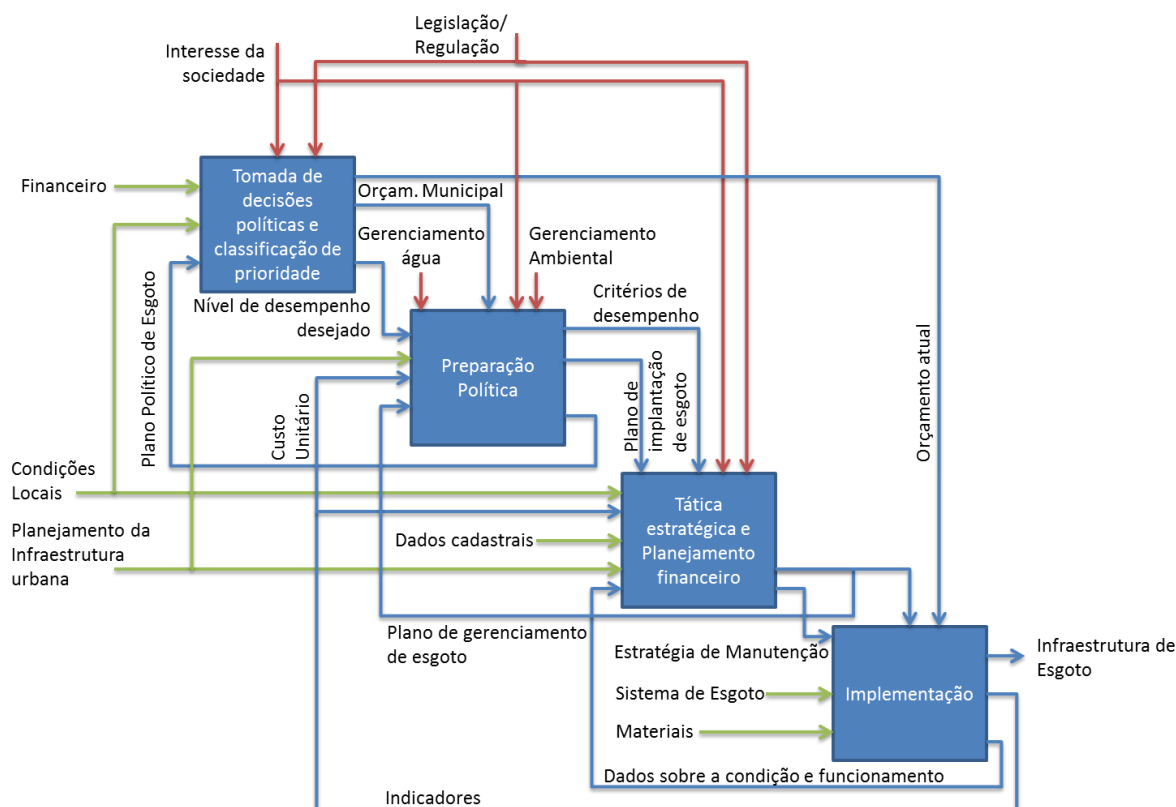 Legislação/
Regulação
Interesse da
sociedade
Financeiro
Tomada de
decisões
políticas e
classificação de
prioridade
Orçam. Municipal
Gerenciamento
água
Gerenciamento
Ambiental
Nível de desempenho
desejado
Critérios de
desempenho
Plano Político de Esgoto
Preparação
Política
Custo
Unitário
Plano de
implantação
de esgoto
Orçamento atual
Condições
Locais
Planejamento da
Infraestrutura
urbana
Dados cadastrais
Tática
estratégica e
Planejamento
financeiro
Plano de gerenciamento
de esgoto
Estratégia de Manutenção
Sistema de Esgoto
Materiais
Implementação
Infraestrutura de
Esgoto
Dados sobre a condição e funcionamento
Indicadores